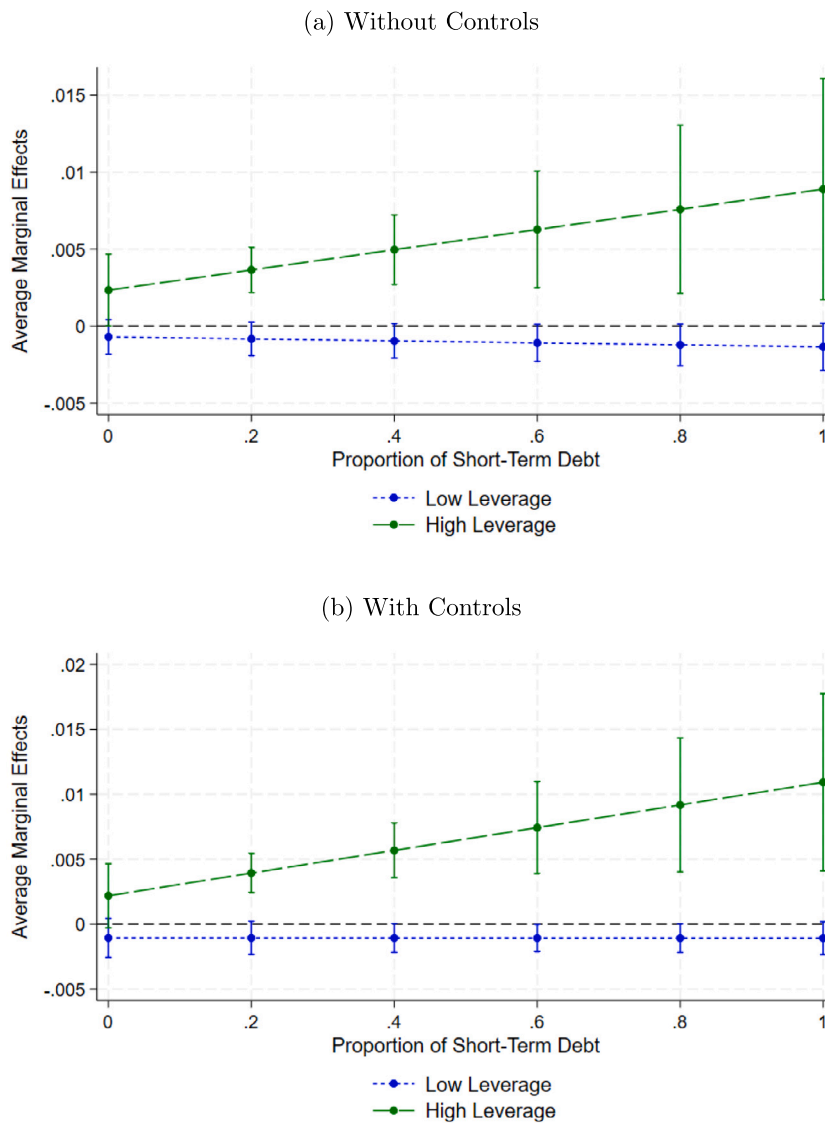 (a) Without Controls
.015
.01
.005
0
-.005
Average Marginal Effects
0 .2 .4 .6 .8 1
Proportion of Short-Term Debt
Low Leverage
High Leverage
(b) With Controls
.02
.015
.01
.005
0
-.005
Average Marginal Effects
0 .2 .4 .6 .8 1
Proportion of Short-Term Debt
Low Leverage
High Leverage